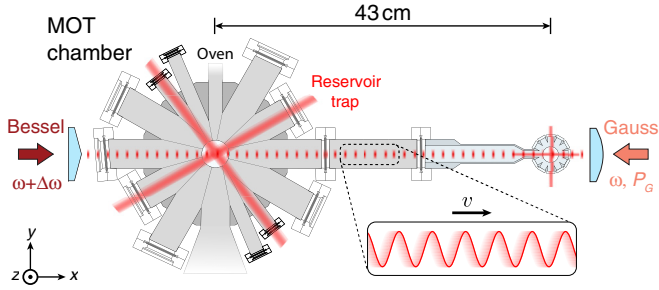 43 cm
MOT
chamber
Oven
Reservoir
trap
Bessel
Gauss
ω+Δω
ω, P_G
v
y
z
x